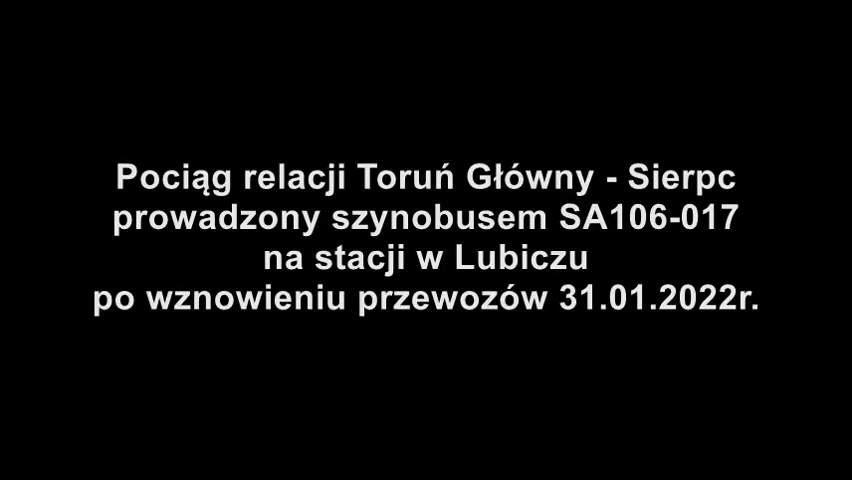 Pociąg relacji Toruń Główny - Sierpc
prowadzony szynobusem SA106-017
na stacji w Lubiczu
po wznowieniu przewozów 31.01.2022r.